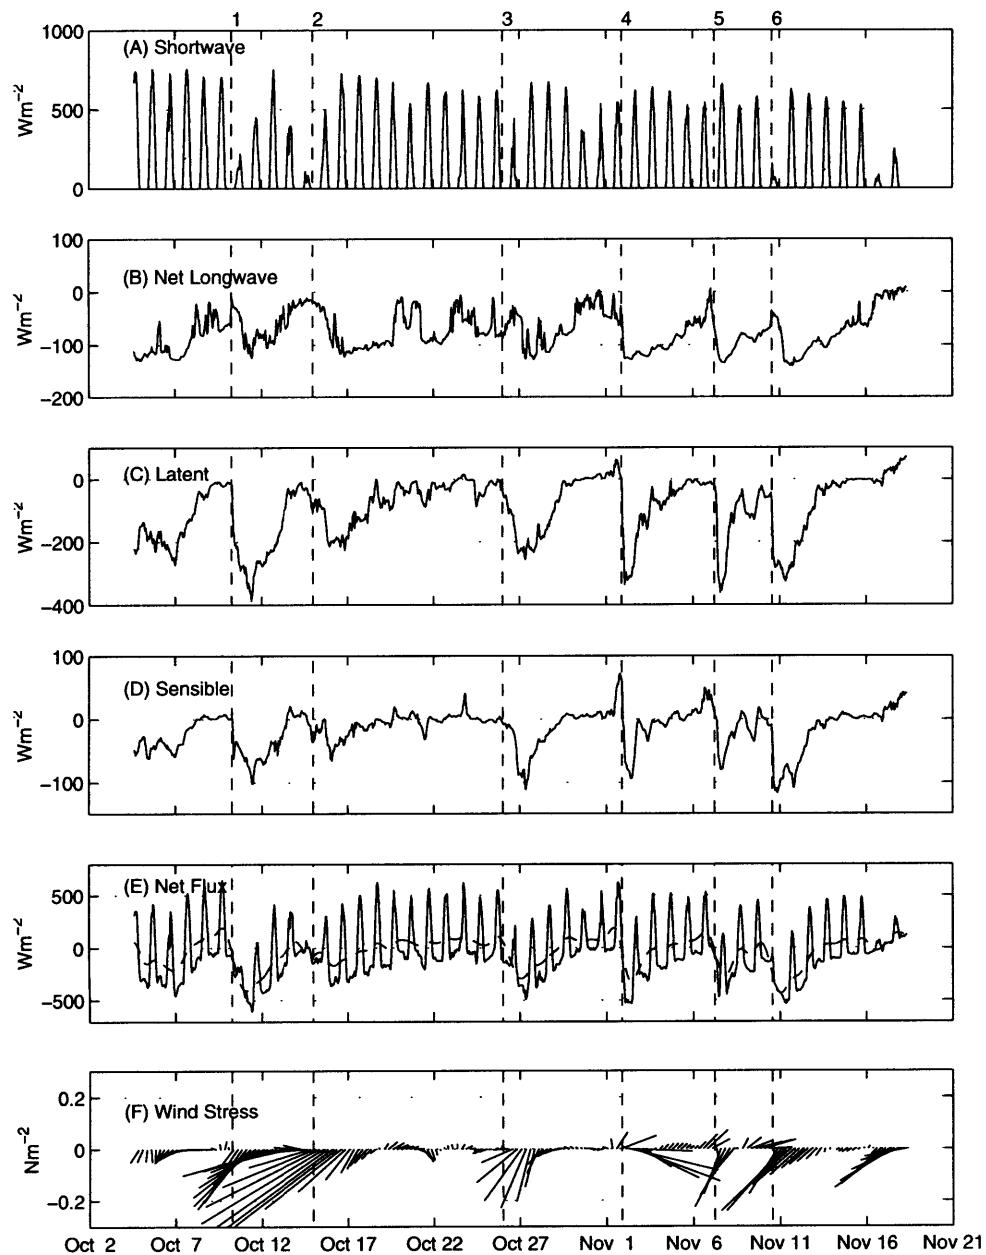 1 2 3 4 5 6
(A) Shortwave
1000
500
0
Wm−2
(B) Net Longwave
100
0
−100
−200
Wm−2
(C) Latent
0
−200
−400
Wm−2
(D) Sensible
100
0
−100
Wm−2
(E) Net Flux
500
0
−500
Wm−2
(F) Wind Stress
0.2
0
−0.2
Nm−2
Oct 2 Oct 7 Oct 12 Oct 17 Oct 22 Oct 27 Nov 1 Nov 6 Nov 11 Nov 16 Nov 21